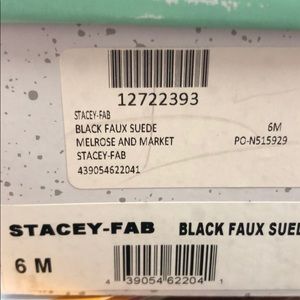 12722393
STACEY-FAB
BLACK FAUX SUEDE 6M
MELROSE AND MARKET PO-N515929
STACEY-FAB
439054622041
STACEY-FAB BLACK FAUX SUED
6 M
4 39054 62204 1